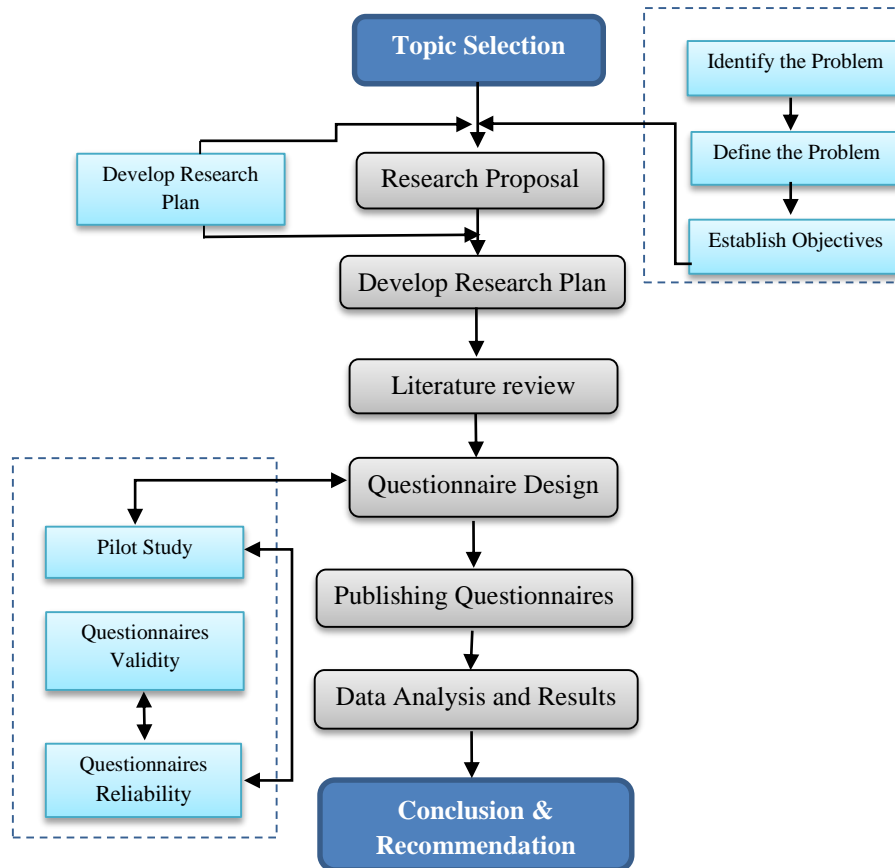 Topic Selection
Identify the Problem
Define the Problem
Establish Objectives
Develop Research
Plan
Research Proposal
Develop Research Plan
Literature review
Questionnaire Design
Pilot Study
Questionnaires
Validity
Questionnaires
Reliability
Publishing Questionnaires
Data Analysis and Results
Conclusion &
Recommendation